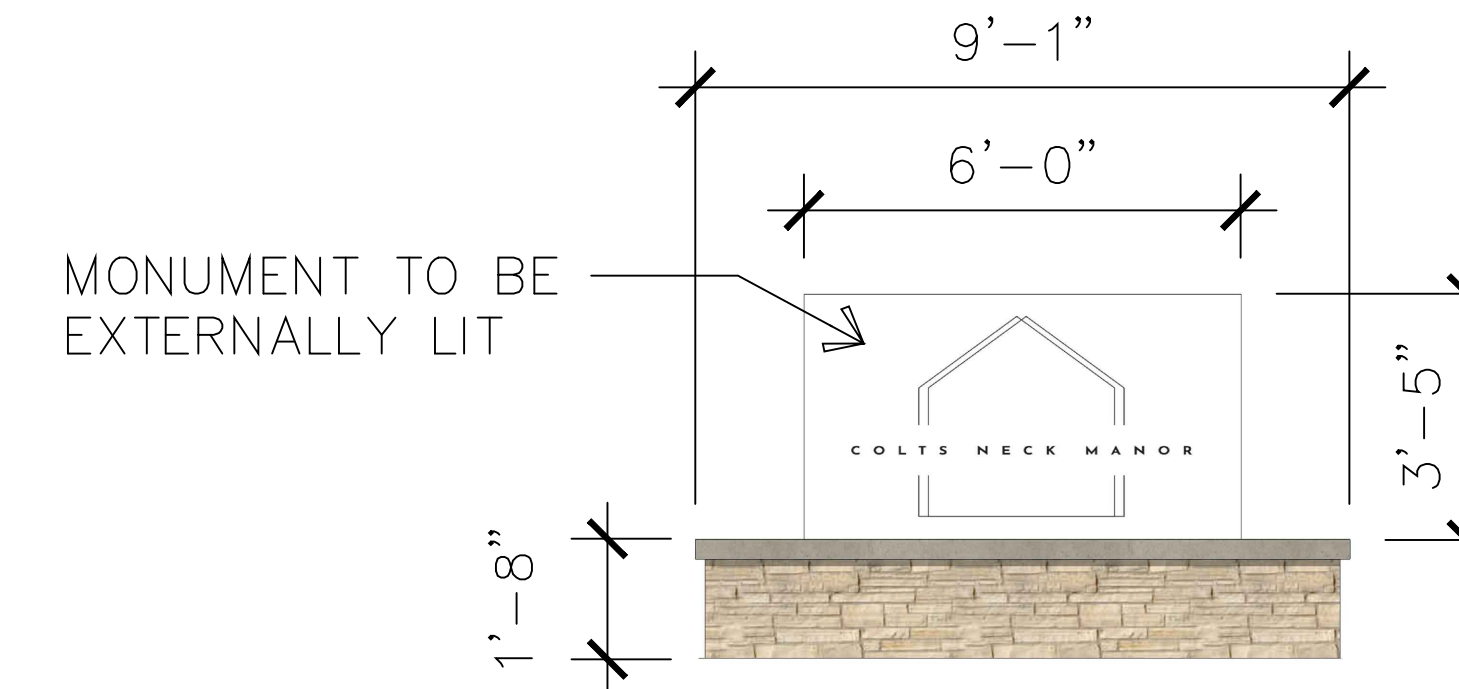 9’-1”
6’-0”
MONUMENT TO BE
EXTERNALLY LIT
3’-5”
COLTS NECK MANOR
1’-8”